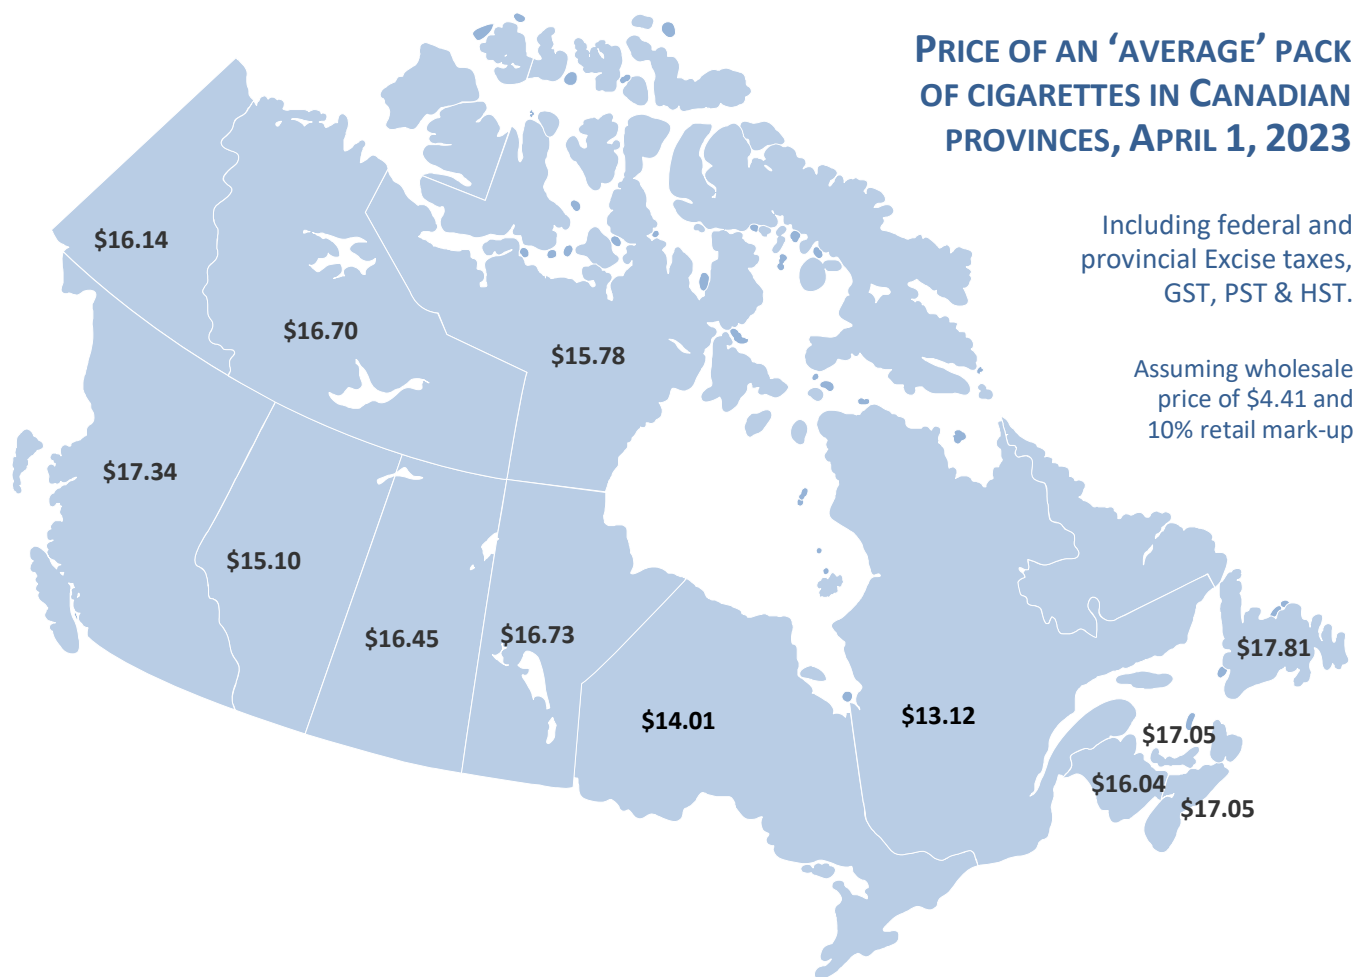 PRICE OF AN ‘AVERAGE’ PACK
OF CIGARETTES IN CANADIAN
PROVINCES, APRIL 1, 2023
Including federal and
provincial Excise taxes,
GST, PST & HST.
Assuming wholesale
price of $4.41 and
10% retail mark-up
$16.14
$16.70
$15.78
$17.34
$15.10
$16.45
$16.73
$14.01
$13.12
$17.81
$17.05
$16.04
$17.05